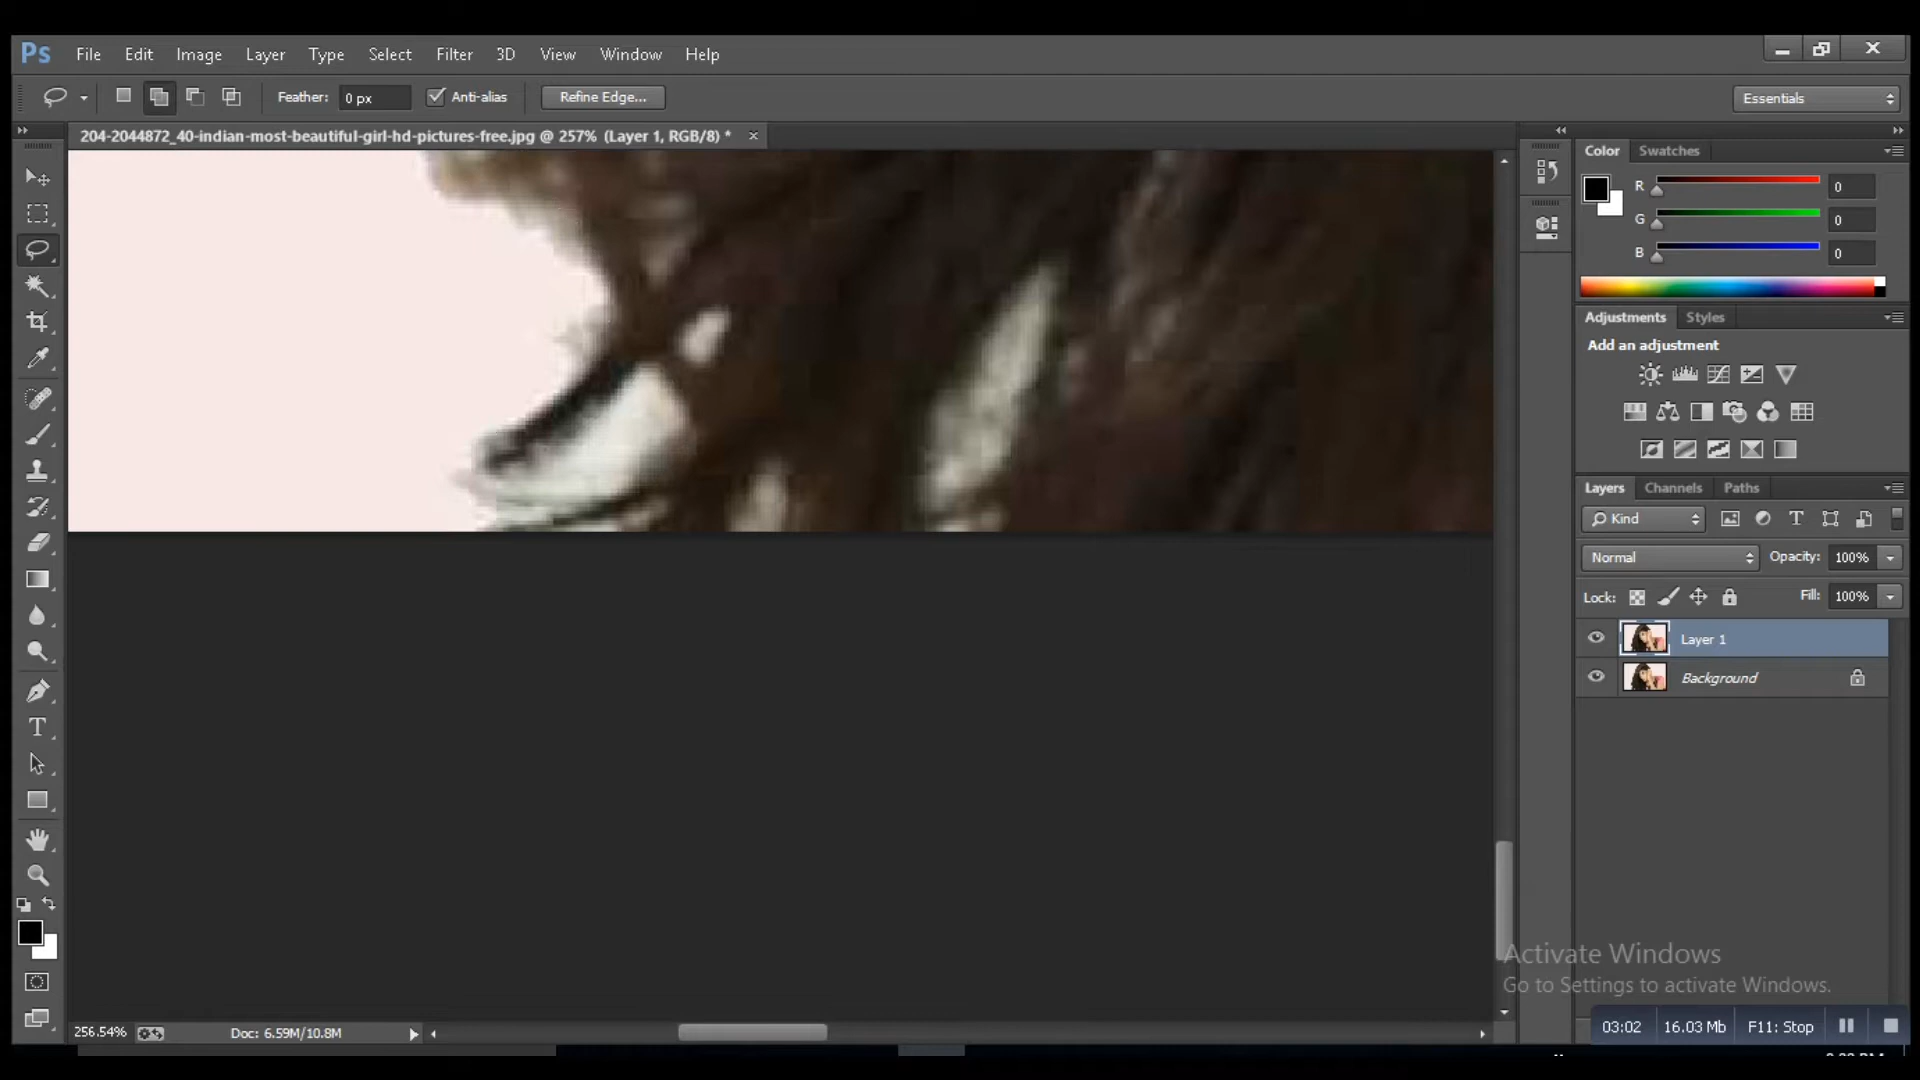 Ps File Edit Image Layer Type Select Filter 3D View Window Help
Feather: 0 px Anti-alias Refine Edge... Essentials
204-2044872_40-indian-most-beautiful-girl-hd-pictures-free.jpg @ 257% (Layer 1, RGB/8) *
Color Swatches
R 0
G 0
B 0
Adjustments Styles
Add an adjustment
Layers Channels Paths
Kind
Normal Opacity: 100%
Lock: Fill: 100%
Layer 1
Background
Activate Windows
Go to Settings to activate Windows.
256.54% Doc: 6.59M/10.8M
03:02 16.03 Mb F11: Stop